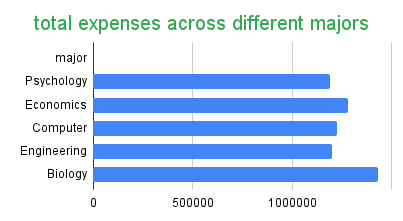 total expenses across different majors
major
Psychology
Economics
Computer
Engineering
Biology
0
500000
1000000